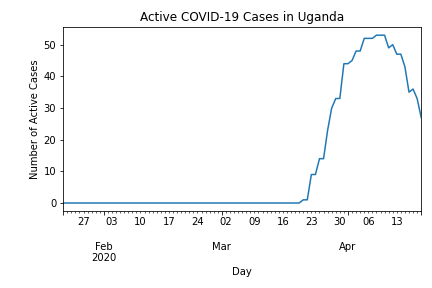 Active COVID-19 Cases in Uganda
Number of Active Cases
50
40
30
20
10
0
27 03 10 17 24 02 09 16 23 30 06 13
Feb Mar Apr
2020
Day